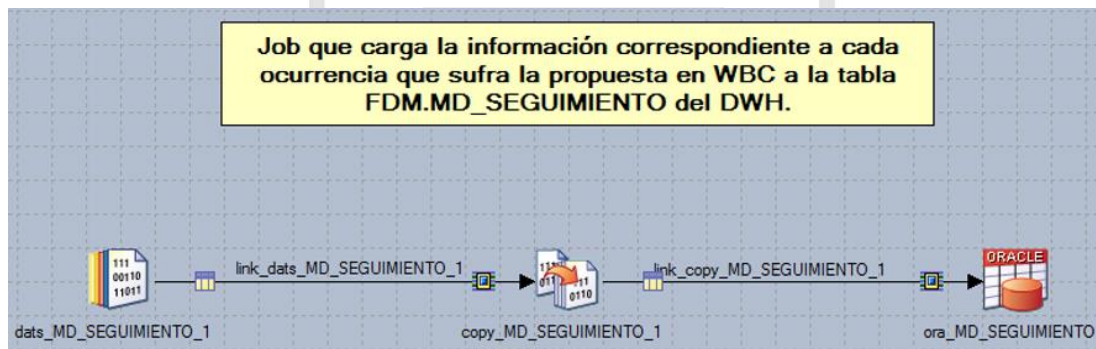 Job que carga la información correspondiente a cada
ocurrencia que sufra la propuesta en WBC a la tabla
FDM.MD_SEGUIMIENTO del DWH.
111
00110
11011
link_dats_MD_SEGUIMIENTO_1
link_copy_MD_SEGUIMIENTO_1
ORACLE
dats_MD_SEGUIMIENTO_1
copy_MD_SEGUIMIENTO_1
ora_MD_SEGUIMIENTO